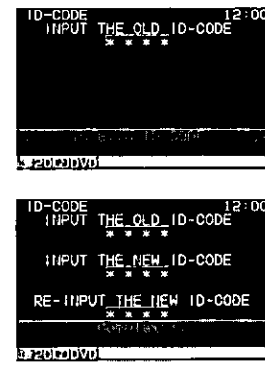 ID-CODE 12:00
INPUT THE OLD ID-CODE
* * * *
ID-CODE 12:00
INPUT THE OLD ID-CODE
* * * *
INPUT THE NEW ID-CODE
* * * *
RE-INPUT THE NEW ID-CODE
* * * *